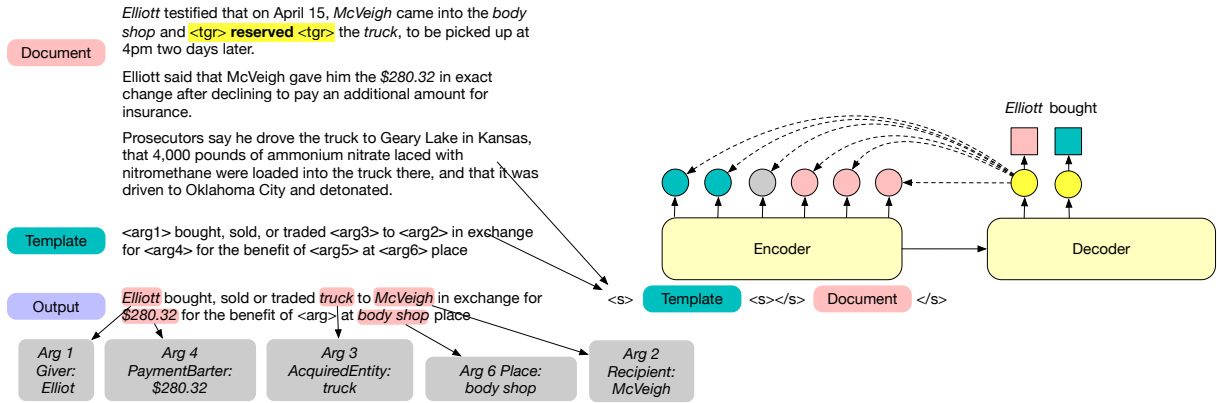 Document
Elliott testified that on April 15, McVeigh came into the body
shop and <tgr> reserved <tgr> the truck, to be picked up at
4pm two days later.
Elliott said that McVeigh gave him the $280.32 in exact
change after declining to pay an additional amount for
insurance.
Prosecutors say he drove the truck to Geary Lake in Kansas,
that 4,000 pounds of ammonium nitrate laced with
nitromethane were loaded into the truck there, and that it was
driven to Oklahoma City and detonated.
Template
<arg1> bought, sold, or traded <arg3> to <arg2> in exchange
for <arg4> for the benefit of <arg5> at <arg6> place
Output
Elliott bought, sold or traded truck to McVeigh in exchange for
$280.32 for the benefit of <arg> at body shop place
Arg 1
Giver:
Elliot
Arg 4
PaymentBarter:
$280.32
Arg 3
AcquiredEntity:
truck
Arg 6 Place:
body shop
Arg 2
Recipient:
McVeigh
Elliott bought
Encoder
Decoder
<s> Template <s></s> Document </s>